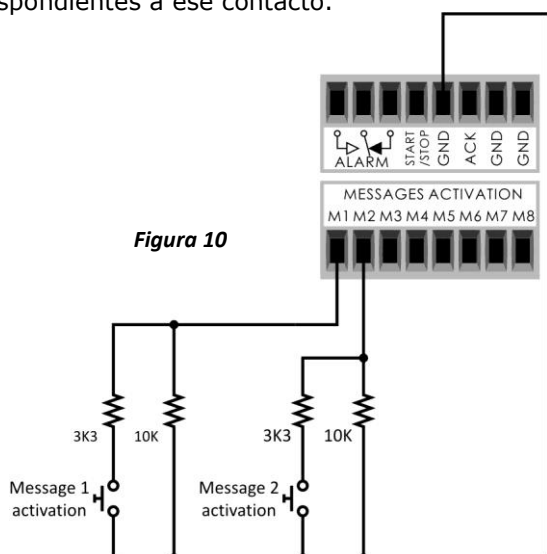 spondientes a ese contacto.
ALARM
START
/STOP
GND
ACK
GND
GND
MESSAGES ACTIVATION
M1 M2 M3 M4 M5 M6 M7 M8
Figura 10
3K3
10K
3K3
10K
Message 1
activation
Message 2
activation